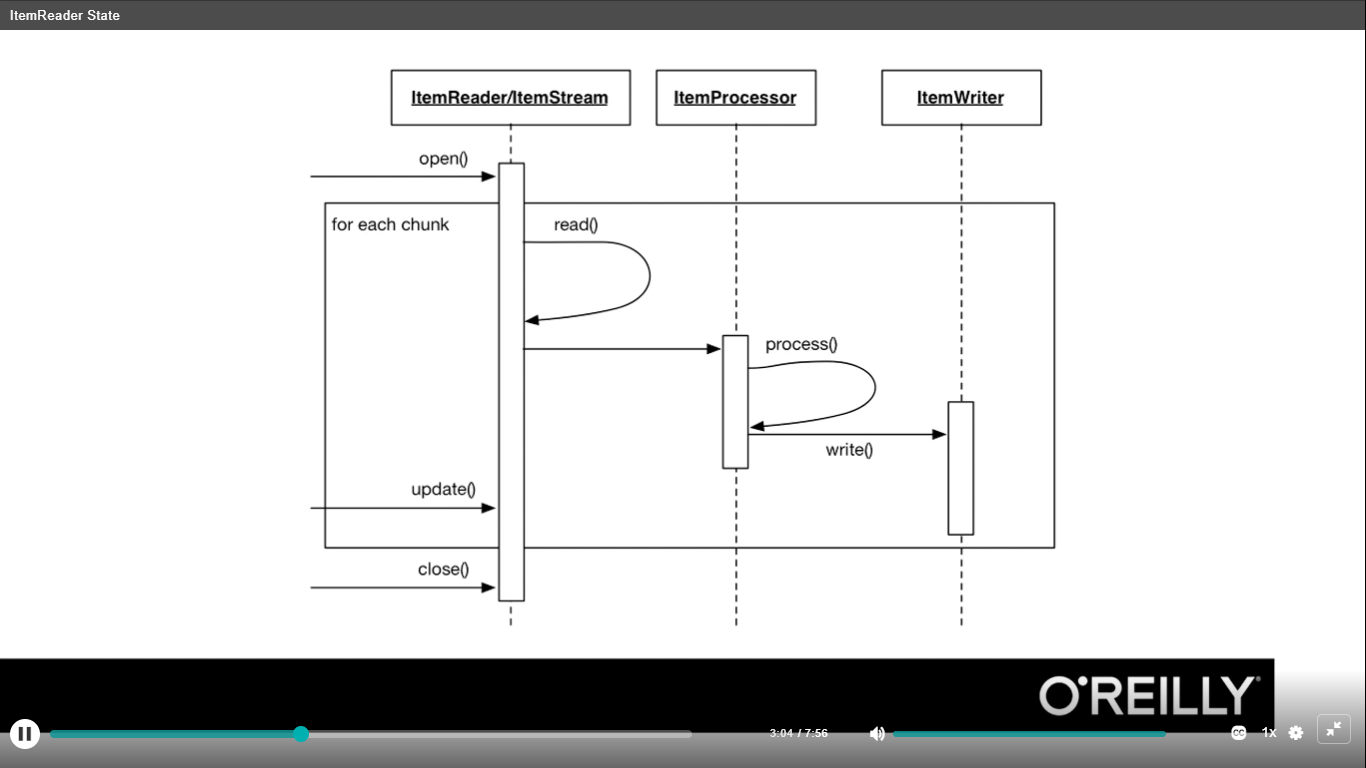 ItemReader State
ItemReader/ItemStream
ItemProcessor
ItemWriter
open()
for each chunk
read()
process()
write()
update()
close()
O'REILLY
3:04 / 7:56
CC
1x